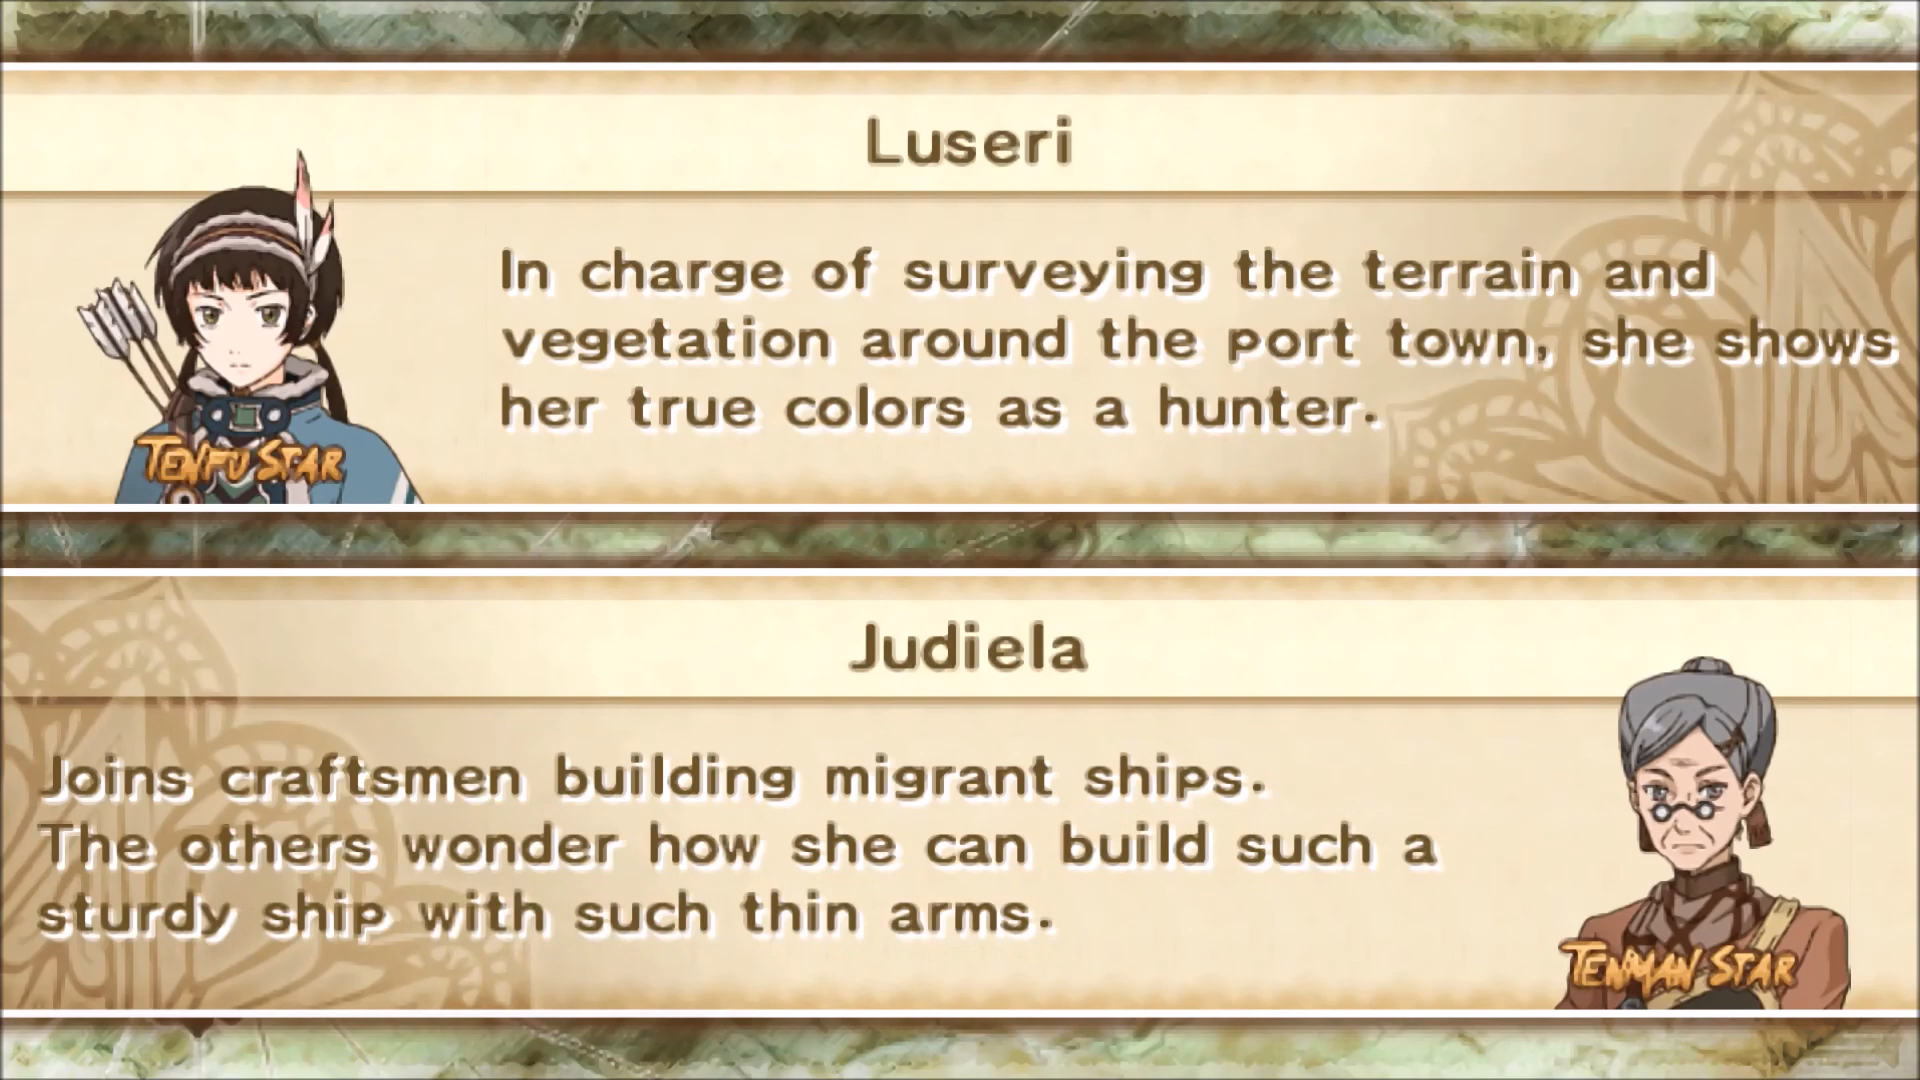 Luseri
In charge of surveying the terrain and
vegetation around the port town, she shows
her true colors as a hunter.
TENFU STAR
Judiela
Joins craftsmen building migrant ships.
The others wonder how she can build such a
sturdy ship with such thin arms.
TENMAN STAR